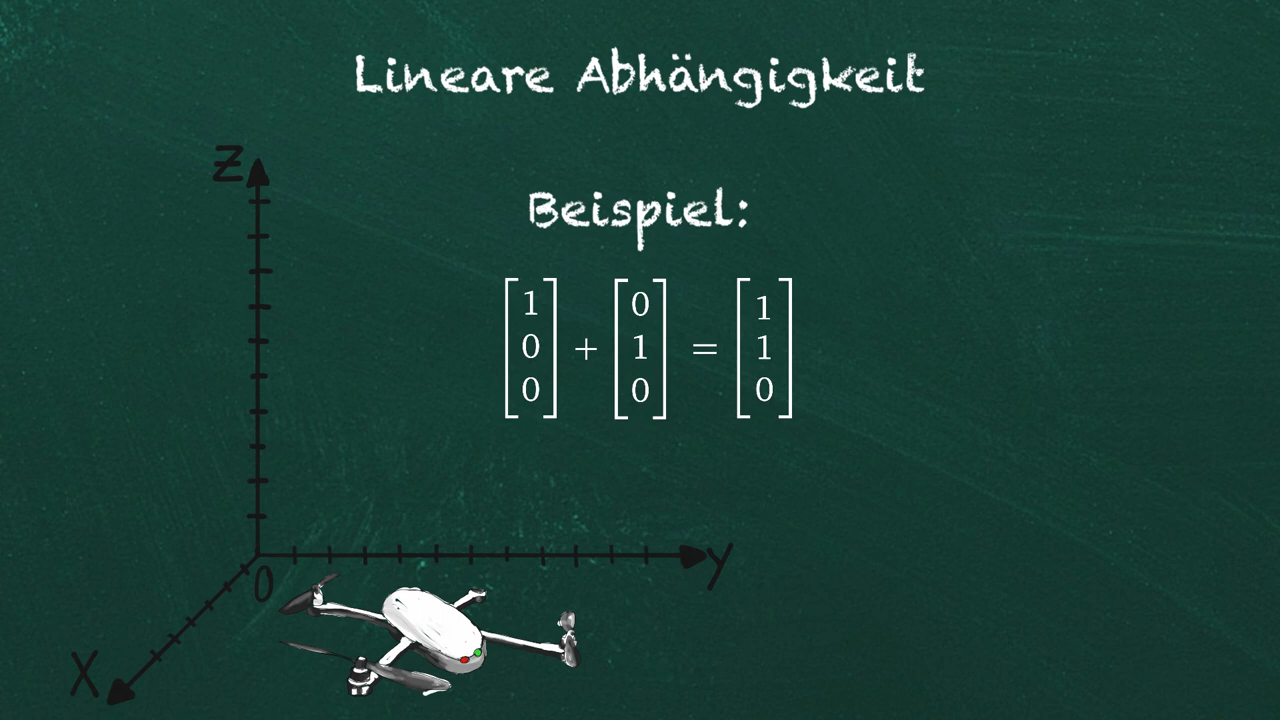 Lineare Abhängigkeit
Z
Beispiel:
[1 0 0] + [0 1 0] = [1 1 0]
0
Y
X